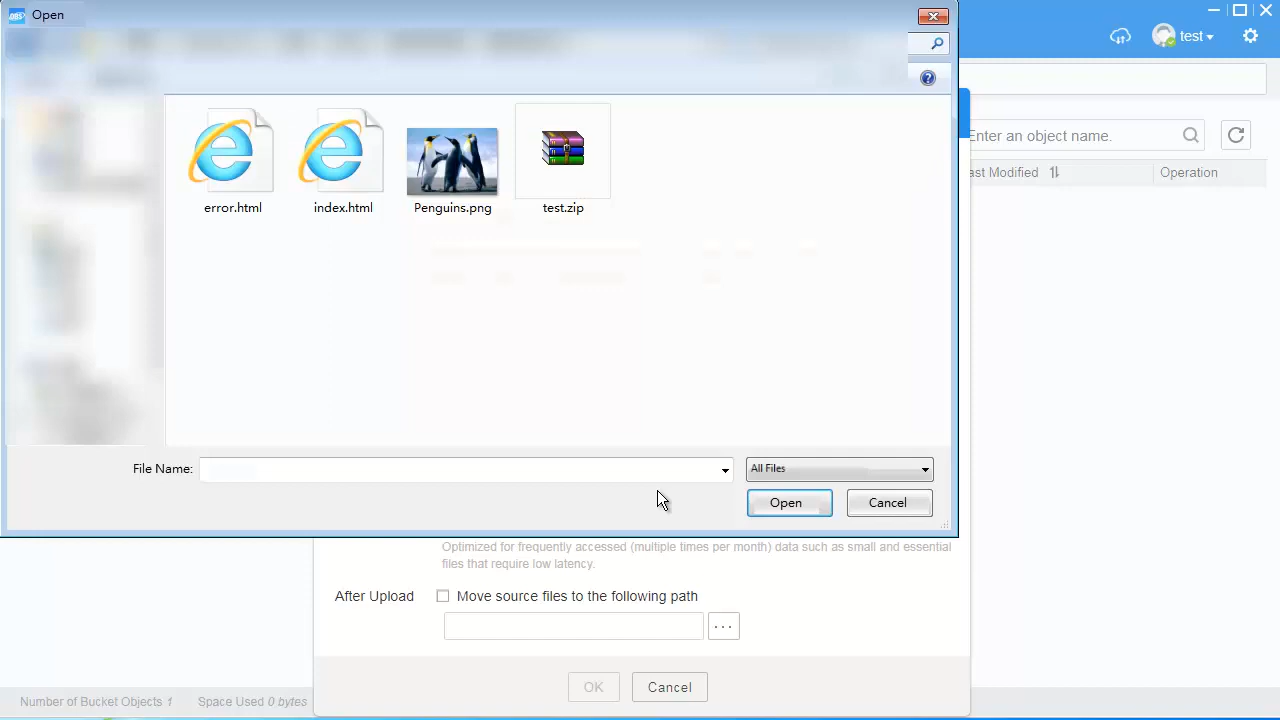 OBS Open
test
Enter an object name.
ast Modified
Operation
error.html
index.html
Penguins.png
test.zip
File Name:
All Files
Open
Cancel
Optimized for frequently accessed (multiple times per month) data such as small and essential
files that require low latency.
After Upload
Move source files to the following path
...
OK
Cancel
Number of Bucket Objects 1
Space Used 0 bytes